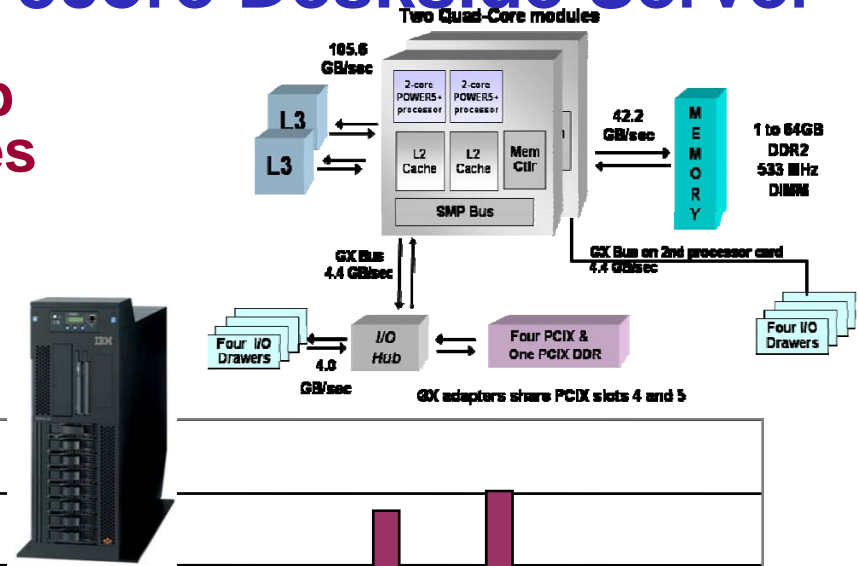 Deskside Server
Two Quad-Core modules
105.6
GB/sec
L3
L3
2-core
POWER5+
processor
2-core
POWER5+
processor
L2
Cache
L2
Cache
Mem
Ctlr
SMP Bus
42.2
GB/sec
MEMORY
1 to 64GB
DDR2
533 MHz
DIMM
GX Bus
4.4 GB/sec
GX Bus on 2nd processor card
4.4 GB/sec
Four I/O
Drawers
4.0
GB/sec
I/O
Hub
Four PCIX &
One PCIX DDR
Four I/O
Drawers
GX adapters share PCIX slots 4 and 5
IBM